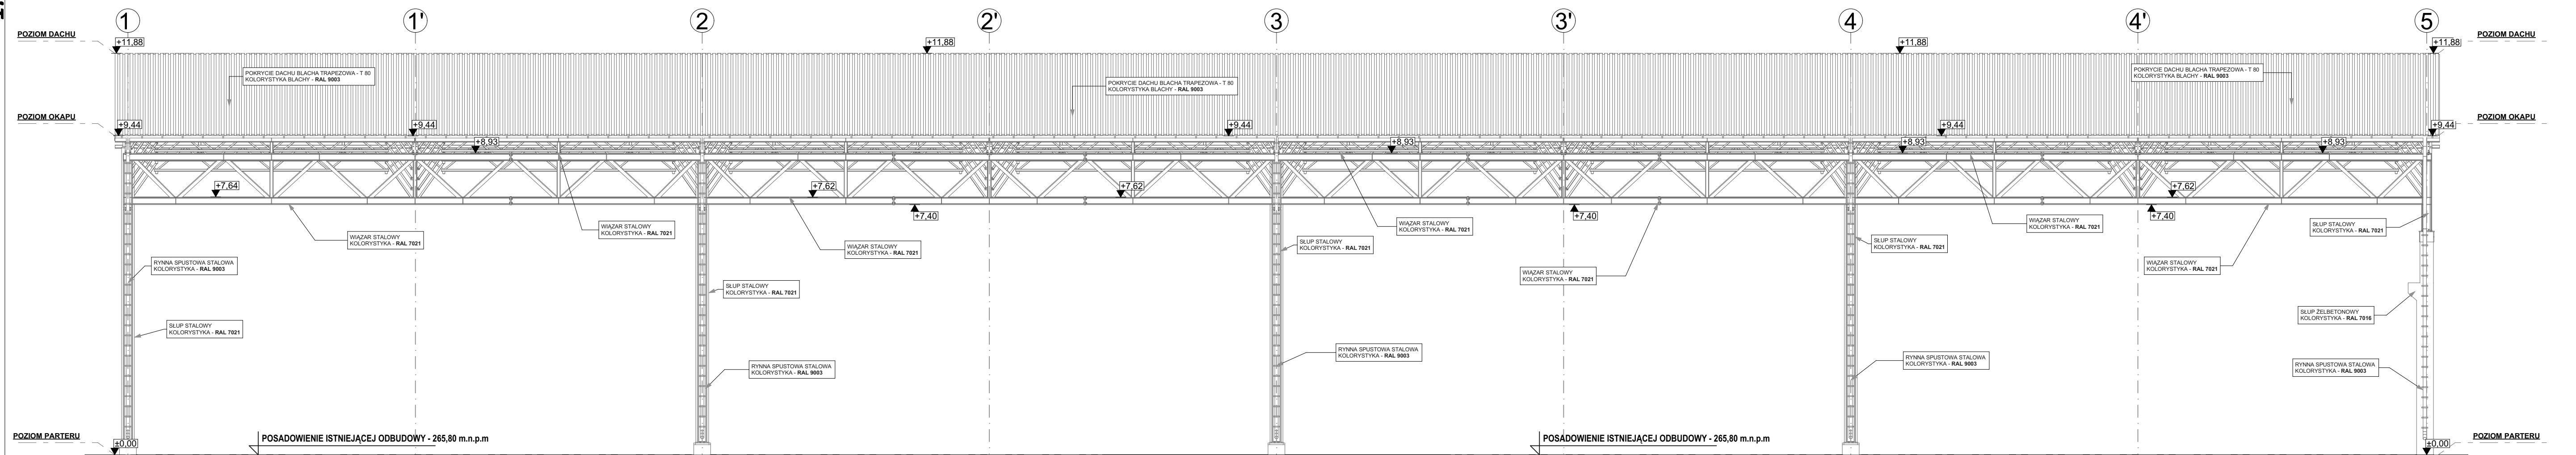 1 1' 2 2' 3 3' 4 4' 5
POZIOM DACHU
POZIOM DACHU
+11,88
+11,88
+11,88
+11,88
POKRYCIE DACHU BLACHA TRAPEZOWA - T 80
KOLORYSTYKA BLACHY - RAL 9003
POKRYCIE DACHU BLACHA TRAPEZOWA - T 80
KOLORYSTYKA BLACHY - RAL 9003
POKRYCIE DACHU BLACHA TRAPEZOWA - T 80
KOLORYSTYKA BLACHY - RAL 9003
POZIOM OKAPU
POZIOM OKAPU
+9,44
+9,44
+9,44
+9,44
+9,44
+8,93
+8,93
+8,93
+8,93
+7,64
+7,62
+7,62
+7,62
+7,40
+7,40
+7,40
WIĄZAR STALOWY
KOLORYSTYKA - RAL 7021
WIĄZAR STALOWY
KOLORYSTYKA - RAL 7021
WIĄZAR STALOWY
KOLORYSTYKA - RAL 7021
WIĄZAR STALOWY
KOLORYSTYKA - RAL 7021
WIĄZAR STALOWY
KOLORYSTYKA - RAL 7021
SŁUP STALOWY
KOLORYSTYKA - RAL 7021
SŁUP STALOWY
KOLORYSTYKA - RAL 7021
SŁUP STALOWY
KOLORYSTYKA - RAL 7021
RYNNA SPUSTOWA STALOWA
KOLORYSTYKA - RAL 9003
WIĄZAR STALOWY
KOLORYSTYKA - RAL 7021
WIĄZAR STALOWY
KOLORYSTYKA - RAL 7021
SŁUP STALOWY
KOLORYSTYKA - RAL 7021
SŁUP STALOWY
KOLORYSTYKA - RAL 7021
SŁUP ŻELBETONOWY
KOLORYSTYKA - RAL 7016
RYNNA SPUSTOWA STALOWA
KOLORYSTYKA - RAL 9003
RYNNA SPUSTOWA STALOWA
KOLORYSTYKA - RAL 9003
RYNNA SPUSTOWA STALOWA
KOLORYSTYKA - RAL 9003
RYNNA SPUSTOWA STALOWA
KOLORYSTYKA - RAL 9003
POZIOM PARTERU
±0,00
POSADOWIENIE ISTNIEJĄCEJ ODBUDOWY - 265,80 m.n.p.m
POSADOWIENIE ISTNIEJĄCEJ ODBUDOWY - 265,80 m.n.p.m
±0,00
POZIOM PARTERU